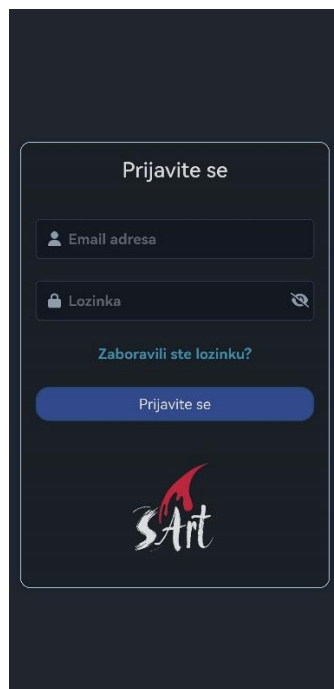 Prijavite se
Email adresa
Lozinka
Zaboravili ste lozinku?
Prijavite se
SArt